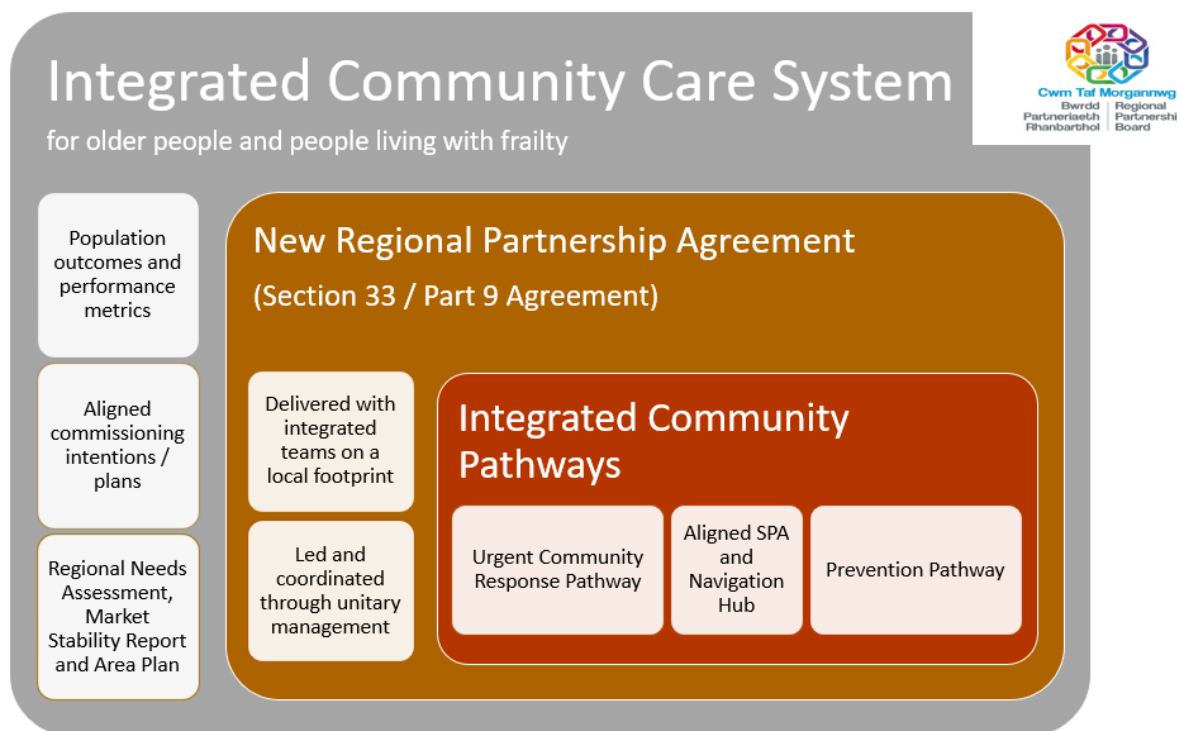 Integrated Community Care System
for older people and people living with frailty
Cwm Taf Morgannwg
Bwrdd
Partneriaeth
Rhanbarthol
Regional
Partnershi
Board
Population
outcomes and
performance
metrics
Aligned
commissioning
intentions /
plans
Regional Needs
Assessment,
Market
Stability Report
and Area Plan
New Regional Partnership Agreement
(Section 33 / Part 9 Agreement)
Delivered with
integrated
teams on a
local footprint
Led and
coordinated
through unitary
management
Integrated Community
Pathways
Urgent Community
Response Pathway
Aligned SPA
and
Navigation
Hub
Prevention Pathway